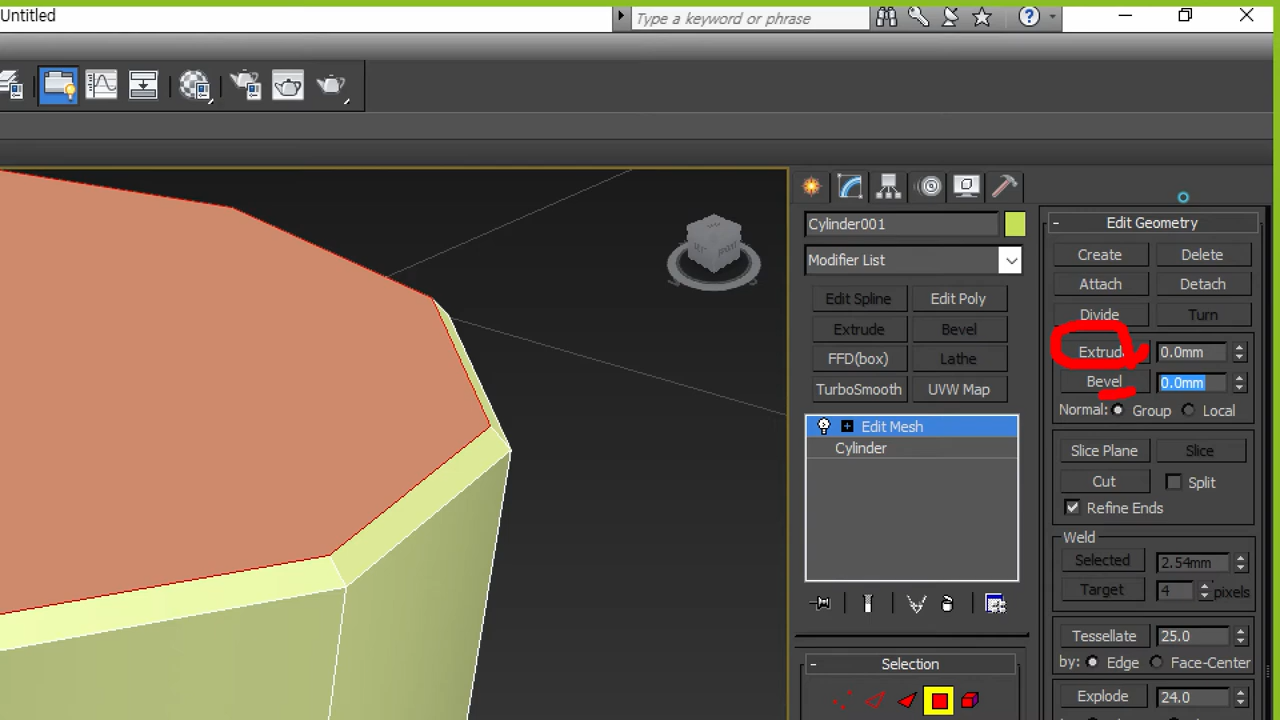 Untitled
Type a keyword or phrase
Cylinder001
Edit Geometry
Modifier List
Create Delete
Attach Detach
Edit Spline Edit Poly
Divide Turn
Extrude Bevel
Extrud 0.0mm
FFD(box) Lathe
Bevel 0.0mm
TurboSmooth UVW Map
Normal: Group Local
Edit Mesh
Cylinder
Slice Plane Slice
Cut Split
Refine Ends
Weld
Selected 2.54mm
Target 4 pixels
Tessellate 25.0
Selection
by: Edge Face-Center
Explode 24.0